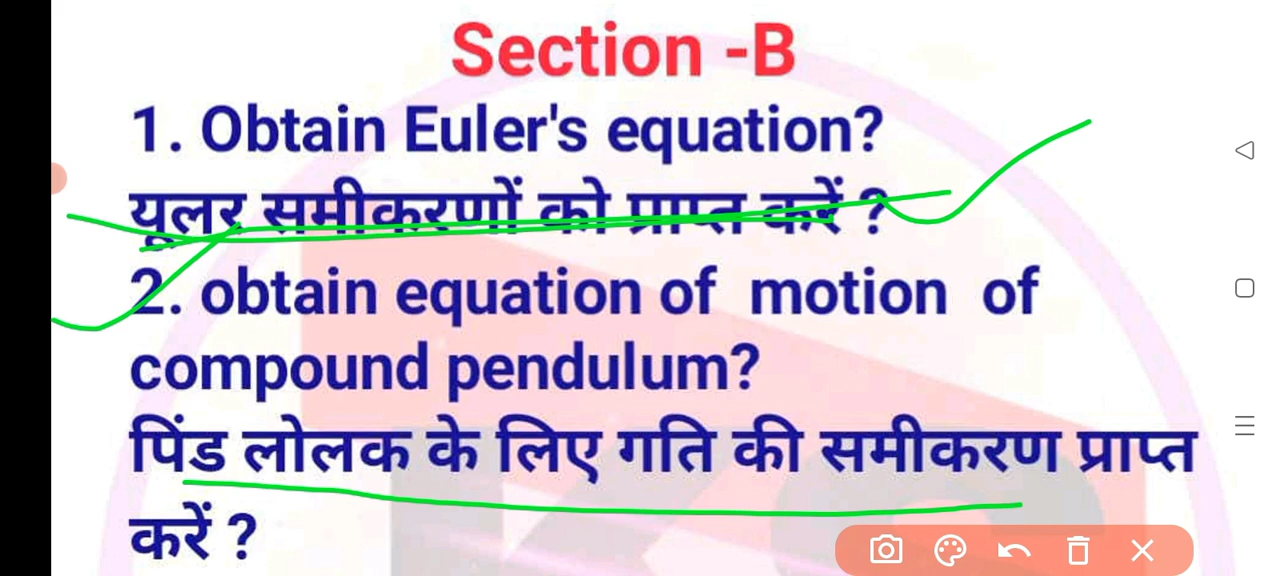 Section -B
1. Obtain Euler's equation?
यूलर समीकरणों को प्राप्त करें ?
2. obtain equation of motion of
compound pendulum?
पिंड लोलक के लिए गति की समीकरण प्राप्त
करें ?